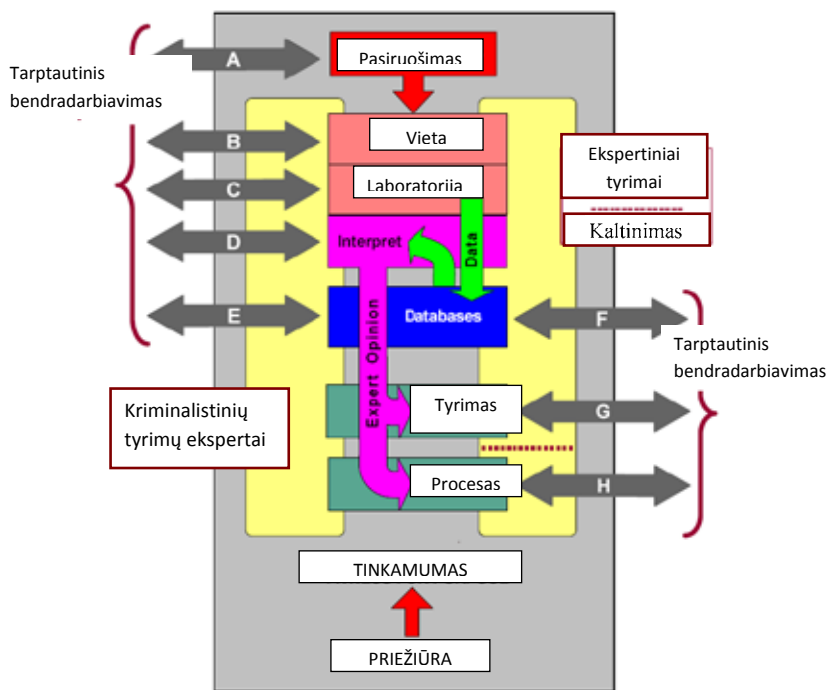 A
Pasiruošimas
Tarptautinis
bendradarbiavimas
B
Vieta
C
Laboratorija
Ekspertiniai
tyrimai
Kaltinimas
D
Interpret
Data
E
Databases
F
Tarptautinis
bendradarbiavimas
Expert Opinion
Kriminalistinių
tyrimų ekspertai
Tyrimas
G
Procesas
H
TINKAMUMAS
PRIEŽIŪRA